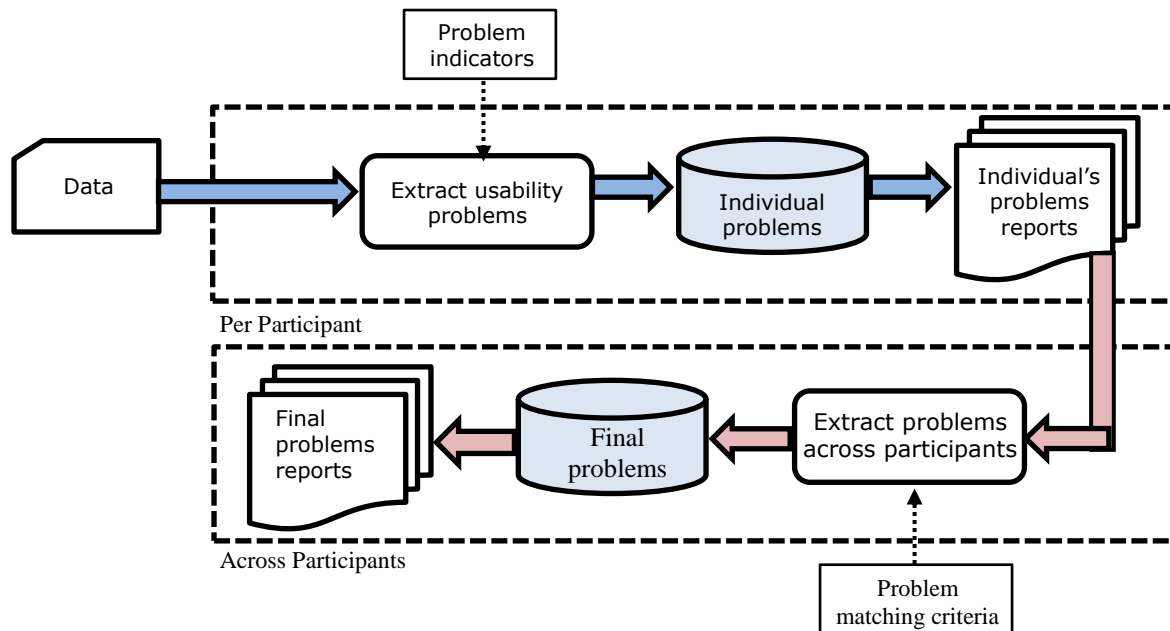 Problem
indicators
Data
Extract usability
problems
Individual
problems
Individual's
problems
reports
Per Participant
Final
problems
reports
Final
problems
Extract problems
across participants
Across Participants
Problem
matching criteria